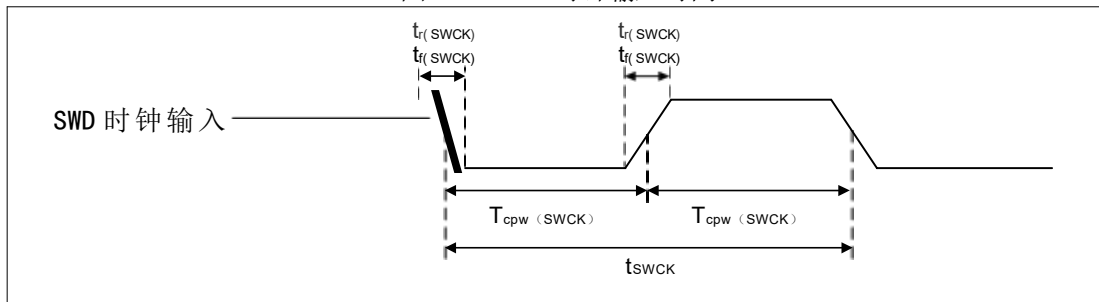 tr(SWCK) tr(SWCK)
tf(SWCK) tf(SWCK)
SWD 时钟输入
Tcpw（SWCK） Tcpw（SWCK）
tSWCK